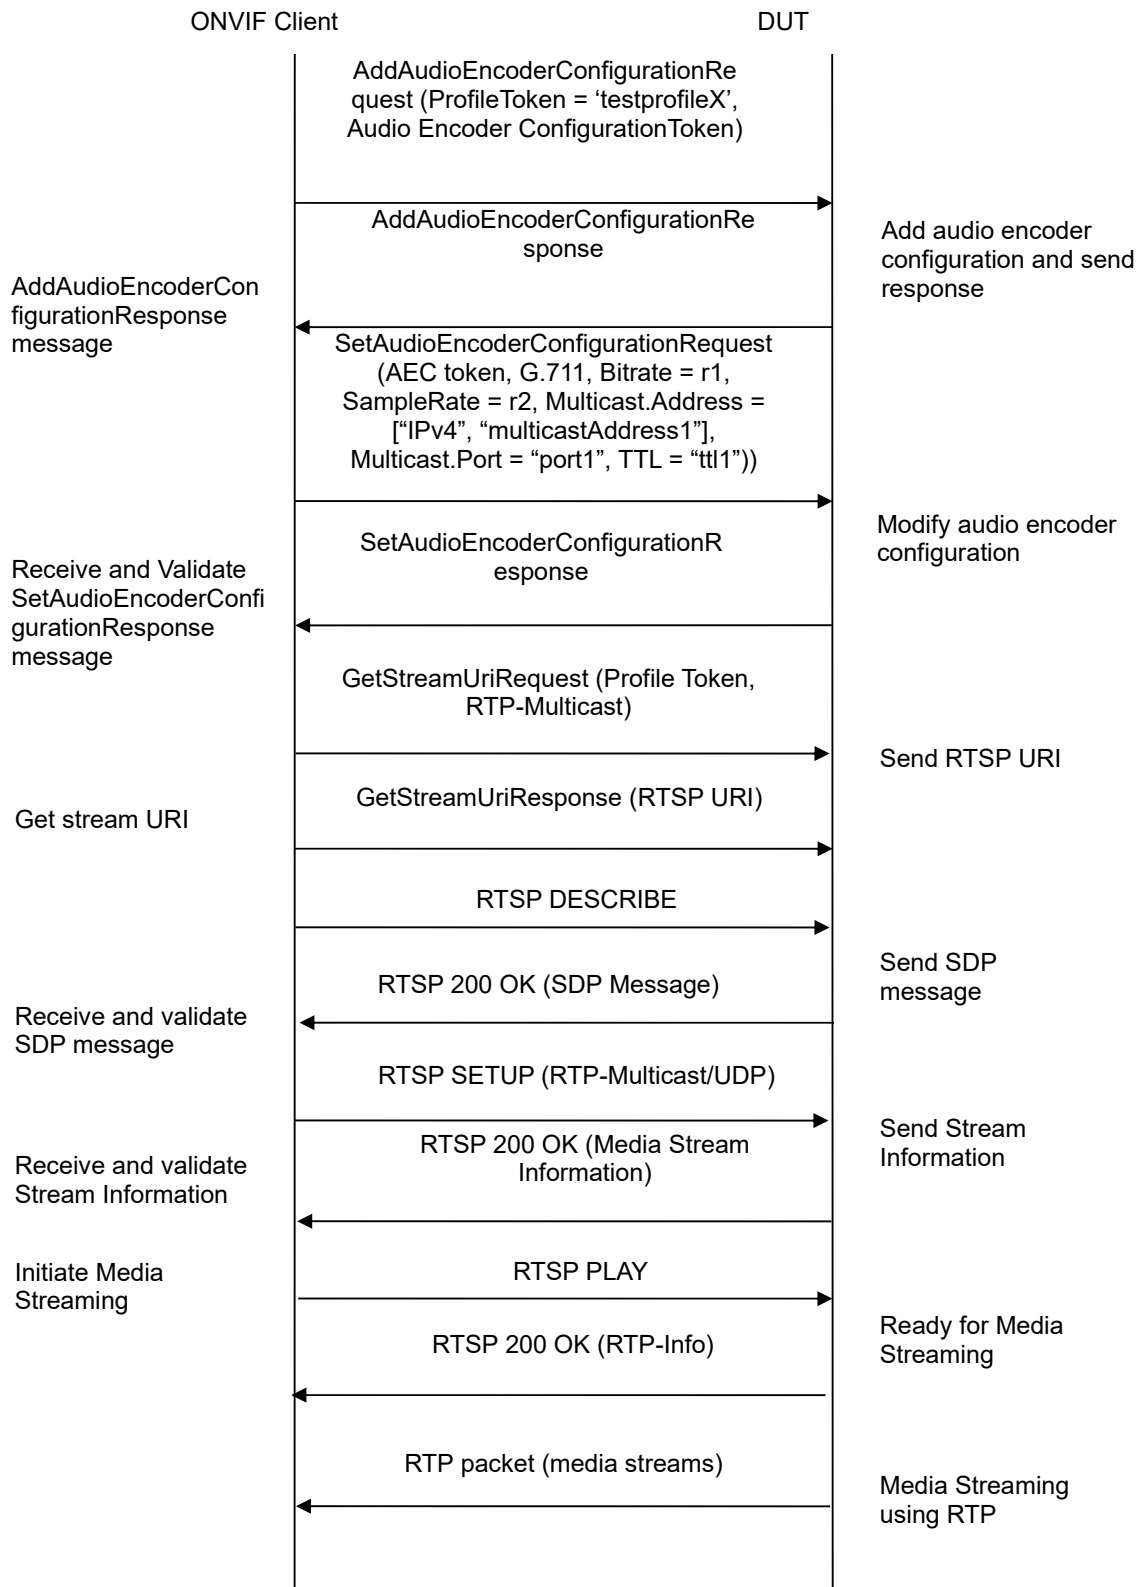 ONVIF Client
DUT
AddAudioEncoderConfigurationRe
quest (ProfileToken = ‘testprofileX’,
Audio Encoder ConfigurationToken)
AddAudioEncoderConfigurationRe
sponse
Add audio encoder
configuration and send
response
AddAudioEncoderCon
figurationResponse
message
SetAudioEncoderConfigurationRequest
(AEC token, G.711, Bitrate = r1,
SampleRate = r2, Multicast.Address =
[“IPv4”, “multicastAddress1”],
Multicast.Port = “port1”, TTL = “ttl1”))
Modify audio encoder
configuration
SetAudioEncoderConfigurationR
esponse
Receive and Validate
SetAudioEncoderConfi
gurationResponse
message
GetStreamUriRequest (Profile Token,
RTP-Multicast)
Send RTSP URI
GetStreamUriResponse (RTSP URI)
Get stream URI
RTSP DESCRIBE
Send SDP
message
RTSP 200 OK (SDP Message)
Receive and validate
SDP message
RTSP SETUP (RTP-Multicast/UDP)
Send Stream
Information
RTSP 200 OK (Media Stream
Information)
Receive and validate
Stream Information
Initiate Media
Streaming
RTSP PLAY
Ready for Media
Streaming
RTSP 200 OK (RTP-Info)
RTP packet (media streams)
Media Streaming
using RTP